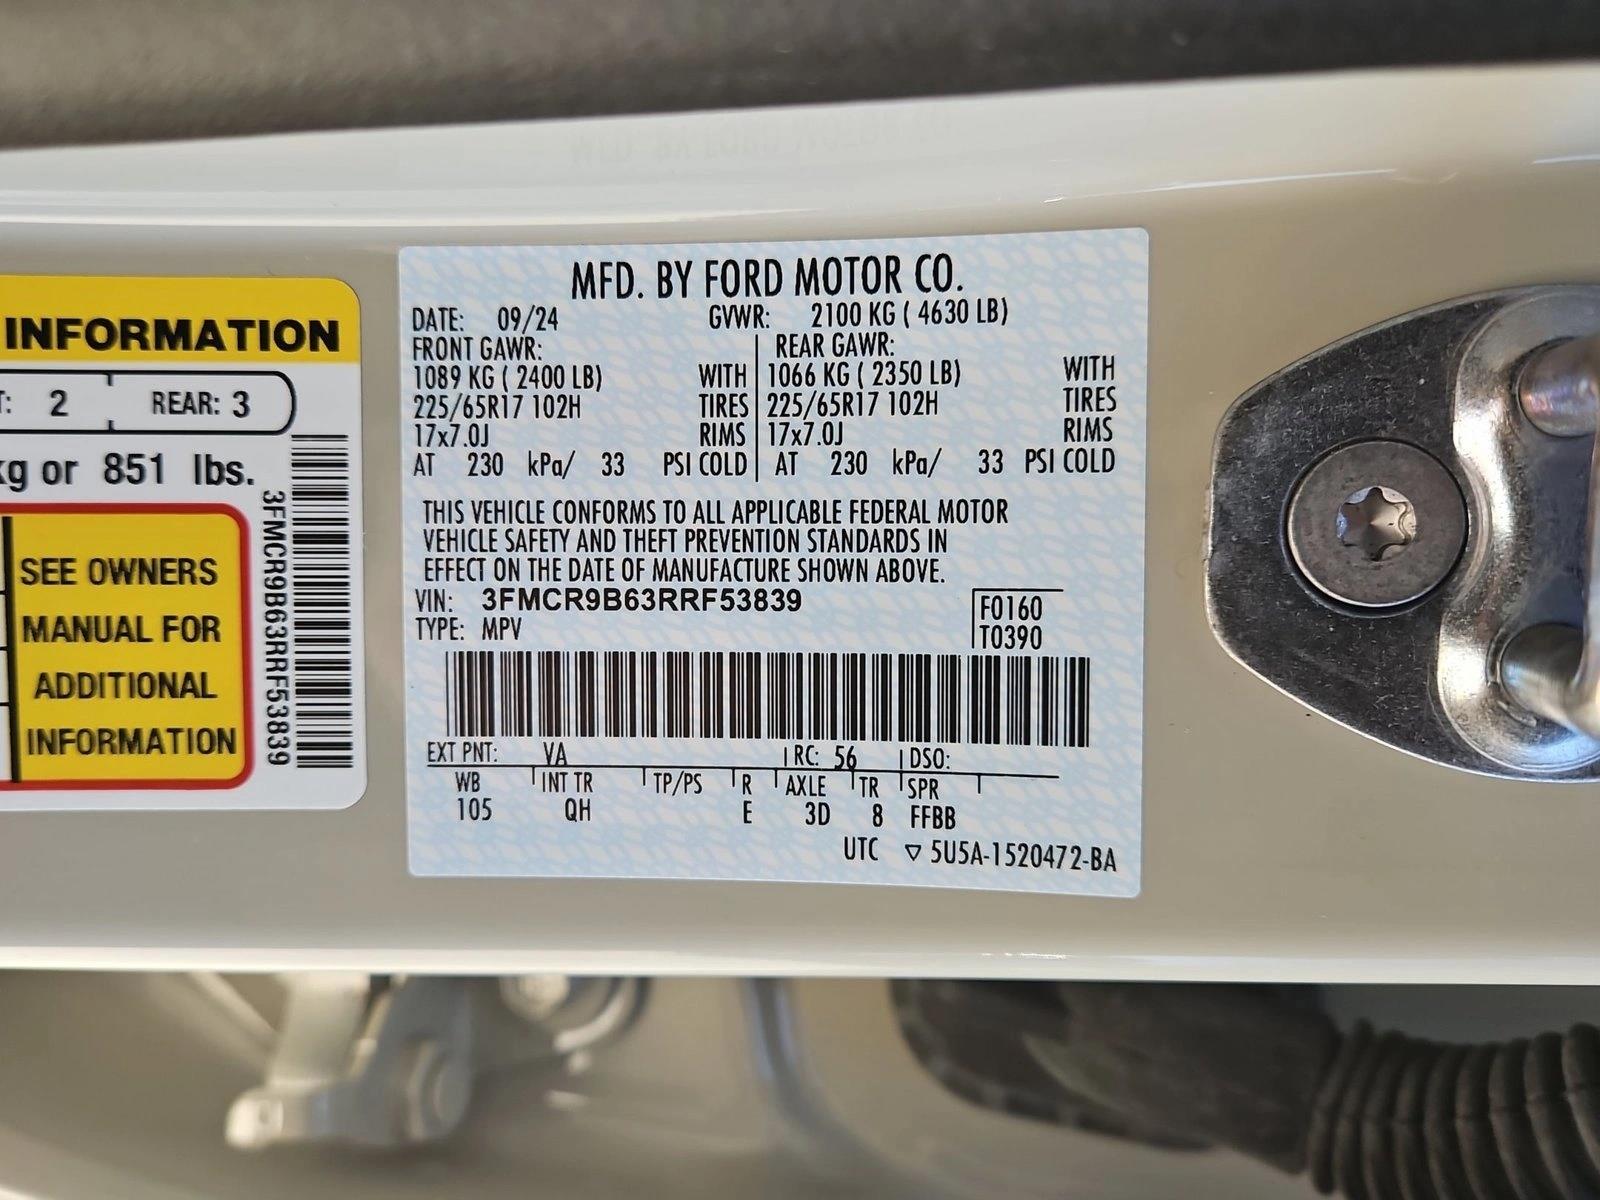 INFORMATION
T: 2 REAR: 3
kg or 851 lbs.
SEE OWNERS
MANUAL FOR
ADDITIONAL
INFORMATION
3FMCR9B63RRF53839
MFD. BY FORD MOTOR CO.
DATE: 09/24 GVWR: 2100 KG ( 4630 LB)
FRONT GAWR: REAR GAWR:
1089 KG ( 2400 LB) WITH 1066 KG ( 2350 LB) WITH
225/65R17 102H TIRES 225/65R17 102H TIRES
17x7.0J RIMS 17x7.0J RIMS
AT 230 kPa/ 33 PSI COLD AT 230 kPa/ 33 PSI COLD
THIS VEHICLE CONFORMS TO ALL APPLICABLE FEDERAL MOTOR
VEHICLE SAFETY AND THEFT PREVENTION STANDARDS IN
EFFECT ON THE DATE OF MANUFACTURE SHOWN ABOVE.
VIN: 3FMCR9B63RRF53839 F0160
TYPE: MPV T0390
EXT PNT: VA RC: 56 DSO:
WB INT TR TP/PS R AXLE TR SPR
105 QH E 3D 8 FFBB
UTC ▽ 5U5A-1520472-BA